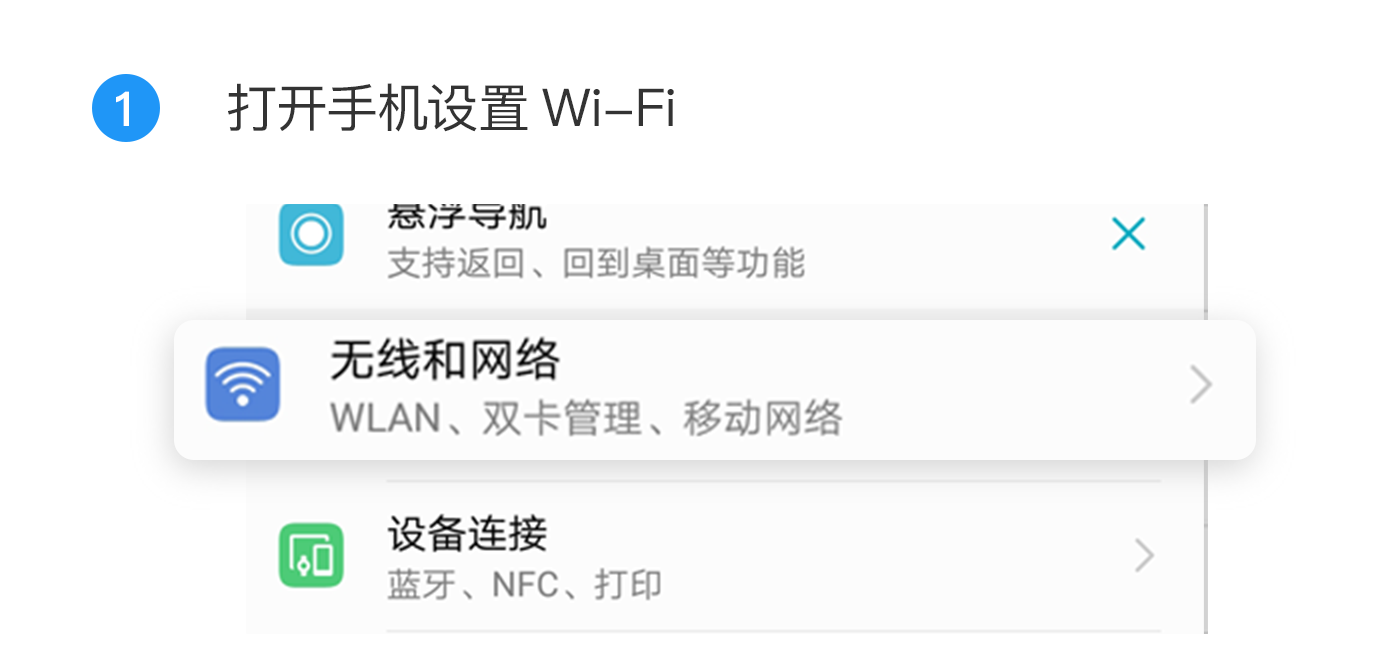 1 打开手机设置 Wi-Fi
悬浮导航
支持返回、回到桌面等功能
无线和网络
WLAN、双卡管理、移动网络
设备连接
蓝牙、NFC、打印